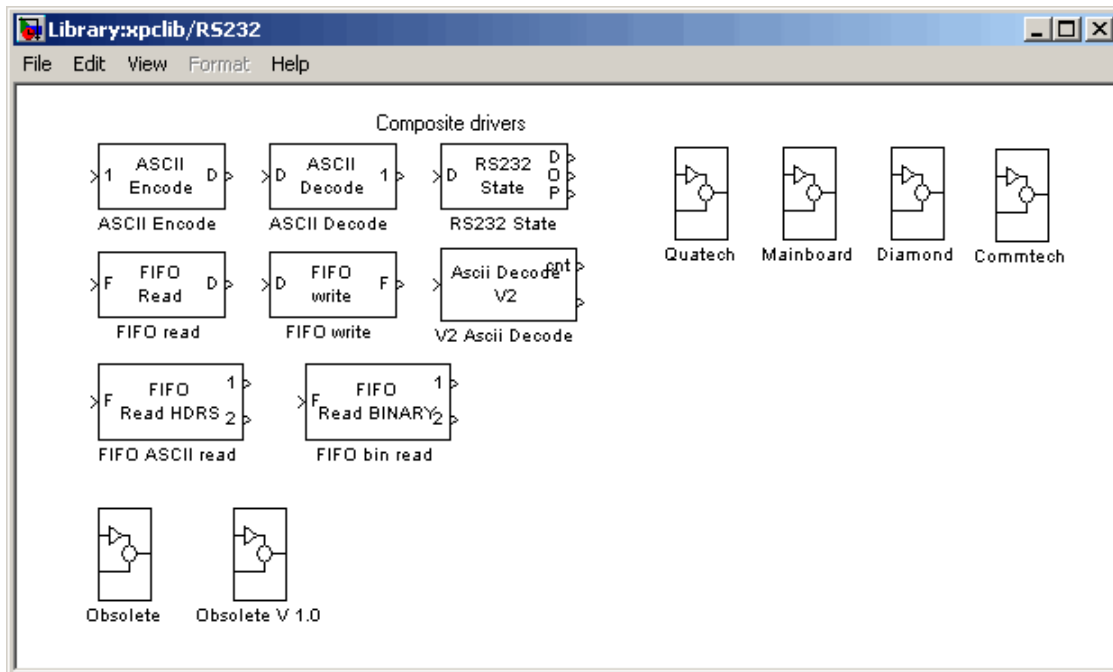 Library:xpclib/RS232
File Edit View Format Help
Composite drivers
1 ASCII Encode D
ASCII Encode
D ASCII Decode 1
ASCII Decode
D RS232 State D O P
RS232 State
Quatech
Mainboard
Diamond
Commtech
F FIFO Read D
FIFO read
D FIFO write F
FIFO write
Ascii Decode V2 cnt
V2 Ascii Decode
F FIFO Read HDRS 1 2
FIFO ASCII read
F FIFO Read BINARY 1 2
FIFO bin read
Obsolete
Obsolete V 1.0